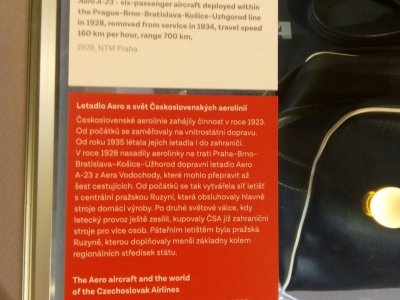 Aero A-23 - six-passenger aircraft deployed within
the Prague-Brno-Bratislava-Košice-Uzhgorod line
in 1928, removed from service in 1934, travel speed
160 km per hour, range 700 km,
1926, NTM Praha
Letadlo Aero a svět Československých aerolinií
Československé aerolinie zahájily činnost v roce 1923.
Od počátků se zaměřovaly na vnitrostátní dopravu.
Od roku 1935 létala jejich letadla i do zahraničí.
V roce 1928 nasadily aerolinky na trati Praha-Brno-
Bratislava-Košice-Užhorod dopravní letadlo Aero
A-23 z Aera Vodochody, které mohlo přepravit až
šest cestujících. Od počátků se tak vytvářela síť letišť
s centrální pražskou Ruzyní, která obsluhovaly hlavně
stroje domácí výroby. Po druhé světové válce, kdy
letecký provoz ještě zesílil, kupovaly ČSA již zahraniční
stroje pro více osob. Páteřním letištěm byla pražská
Ruzyně, kterou doplňovaly menší základny kolem
regionálních středisek státu.
The Aero aircraft and the world
of the Czechoslovak Airlines